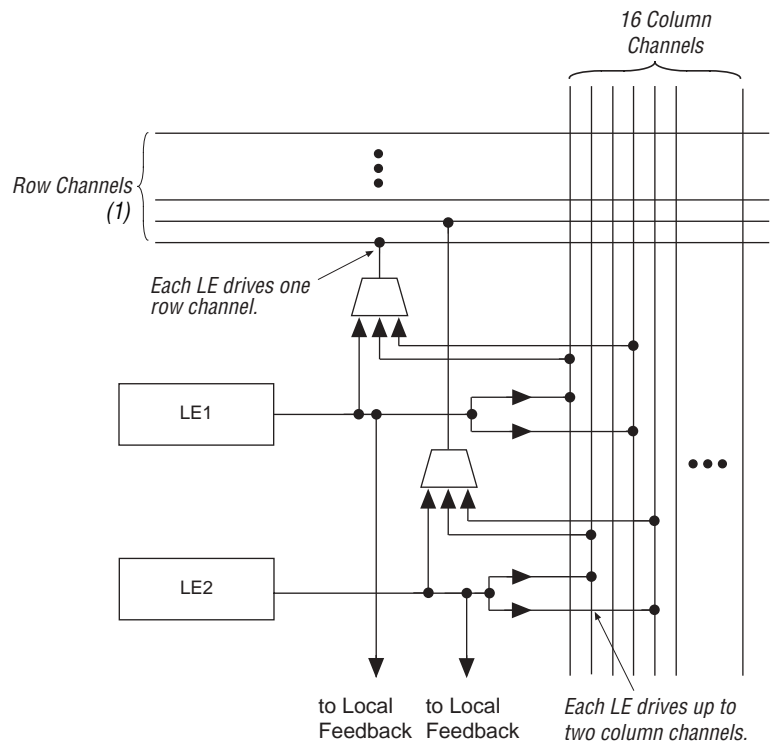 16 Column
Channels
Row Channels
(1)
Each LE drives one
row channel.
LE1
LE2
to Local
Feedback
to Local
Feedback
Each LE drives up to
two column channels.